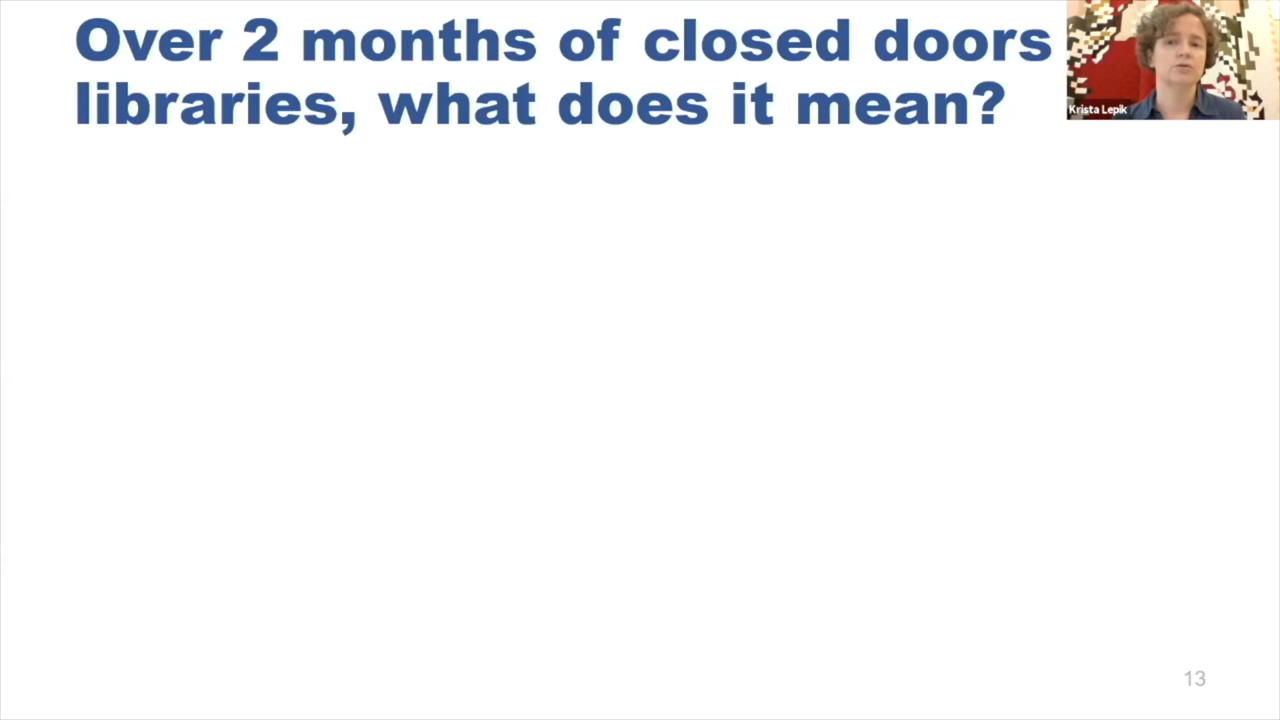 Over 2 months of closed doors
libraries, what does it mean?
Krista Lepik
13